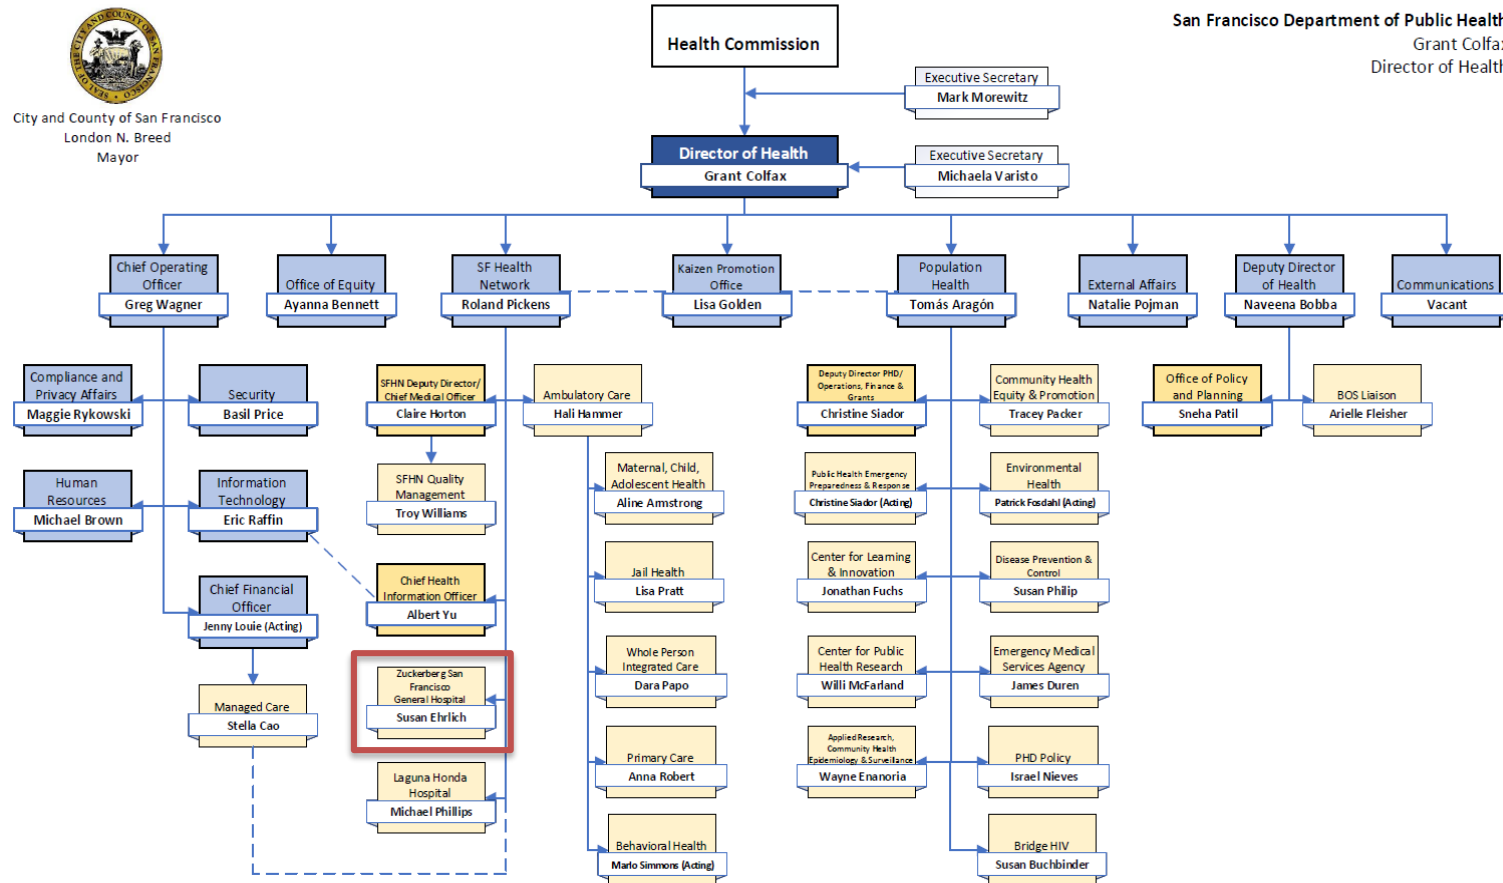 SEAL OF THE CITY AND COUNTY OF SAN FRANCISCO
City and County of San Francisco
London N. Breed
Mayor
Health Commission
San Francisco Department of Public Health
Grant Colfax
Director of Health
Executive Secretary
Mark Morewitz
Director of Health
Grant Colfax
Executive Secretary
Michaela Varisto
Chief Operating
Officer
Greg Wagner
Office of Equity
Ayanna Bennett
SF Health
Network
Roland Pickens
Kaizen Promotion
Office
Lisa Golden
Population
Health
Tomás Aragón
External Affairs
Natalie Pojman
Deputy Director
of Health
Naveena Bobba
Communications
Vacant
Compliance and
Privacy Affairs
Maggie Rykowski
Security
Basil Price
Human
Resources
Michael Brown
Information
Technology
Eric Raffin
Chief Financial
Officer
Jenny Louie (Acting)
Managed Care
Stella Cao
SFHN Deputy Director/
Chief Medical Officer
Claire Horton
SFHN Quality
Management
Troy Williams
Chief Health
Information Officer
Albert Yu
Zuckerberg San
Francisco
General Hospital
Susan Ehrlich
Laguna Honda
Hospital
Michael Phillips
Ambulatory Care
Hali Hammer
Maternal, Child,
Adolescent Health
Aline Armstrong
Jail Health
Lisa Pratt
Whole Person
Integrated Care
Dara Papo
Primary Care
Anna Robert
Behavioral Health
Marlo Simmons (Acting)
Deputy Director PHD/
Operations, Finance &
Grants
Christine Siador
Community Health
Equity & Promotion
Tracey Packer
Public Health Emergency
Preparedness & Response
Christine Siador (Acting)
Environmental
Health
Patrick Fosdahl (Acting)
Center for Learning
& Innovation
Jonathan Fuchs
Disease Prevention &
Control
Susan Philip
Center for Public
Health Research
Willi McFarland
Emergency Medical
Services Agency
James Duren
Applied Research,
Community Health
Epidemiology & Surveillance
Wayne Enanoria
PHD Policy
Israel Nieves
Bridge HIV
Susan Buchbinder
Office of Policy
and Planning
Sneha Patil
BOS Liaison
Arielle Fleisher